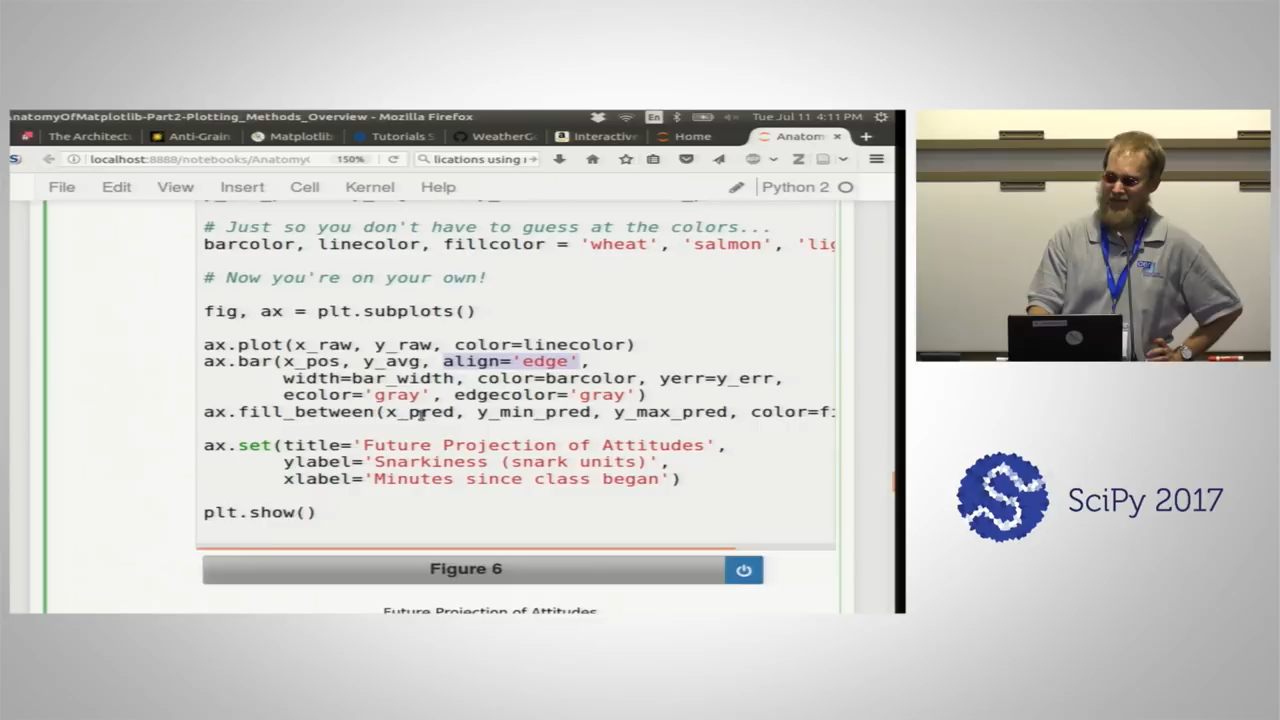 AnatomyOfMatplotlib-Part2-Plotting_Methods_Overview - Mozilla Firefox
En
Tue Jul 11 4:11 PM
The Architect
Anti-Grain
Matplotlib
Tutorials S
WeatherGe
Interactive
Home
Anatom
localhost:8888/notebooks/Anatomy
150%
lications using
File Edit View Insert Cell Kernel Help
Python 2
# Just so you don't have to guess at the colors...
barcolor, linecolor, fillcolor = 'wheat', 'salmon', 'lig
# Now you're on your own!
fig, ax = plt.subplots()
ax.plot(x_raw, y_raw, color=linecolor)
ax.bar(x_pos, y_avg, align='edge',
width=bar_width, color=barcolor, yerr=y_err,
ecolor='gray', edgecolor='gray')
ax.fill_between(x_pred, y_min_pred, y_max_pred, color=fi
ax.set(title='Future Projection of Attitudes',
ylabel='Snarkiness (snark units)',
xlabel='Minutes since class began')
plt.show()
Figure 6
Future Projection of Attitudes
SciPy 2017